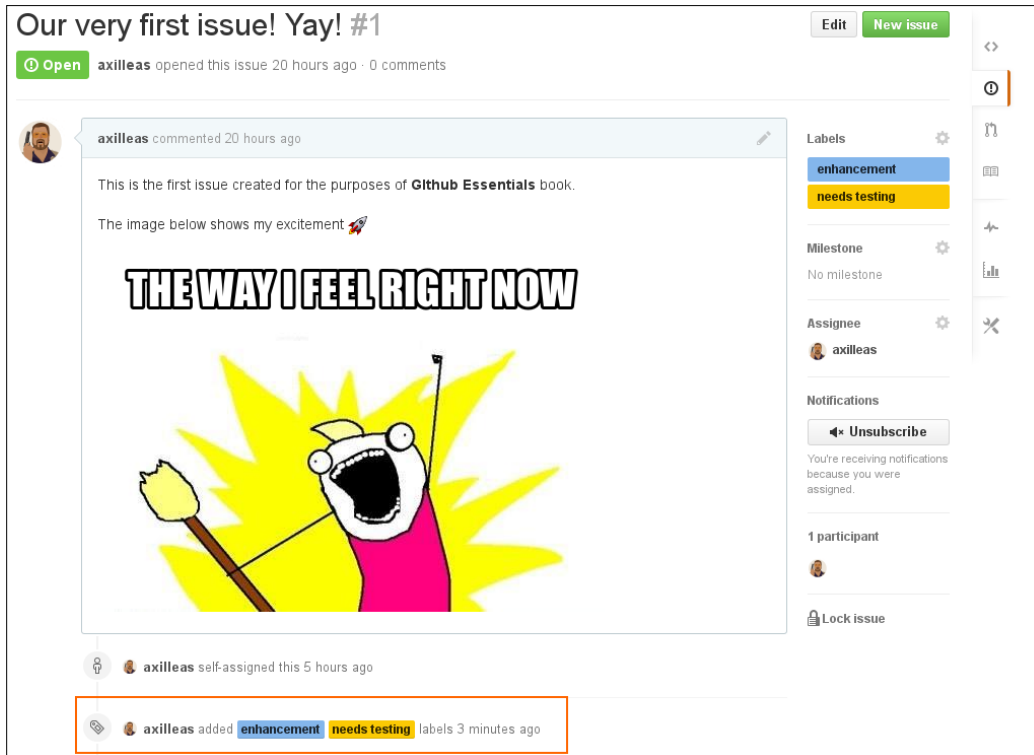 Our very first issue! Yay! #1
Edit
New issue
Open
axilleas opened this issue 20 hours ago · 0 comments
axilleas commented 20 hours ago
This is the first issue created for the purposes of GIthub Essentials book.
The image below shows my excitement
THE WAY I FEEL RIGHT NOW
axilleas self-assigned this 5 hours ago
axilleas added enhancement needs testing labels 3 minutes ago
Labels
enhancement
needs testing
Milestone
No milestone
Assignee
axilleas
Notifications
Unsubscribe
You're receiving notifications
because you were
assigned.
1 participant
Lock issue